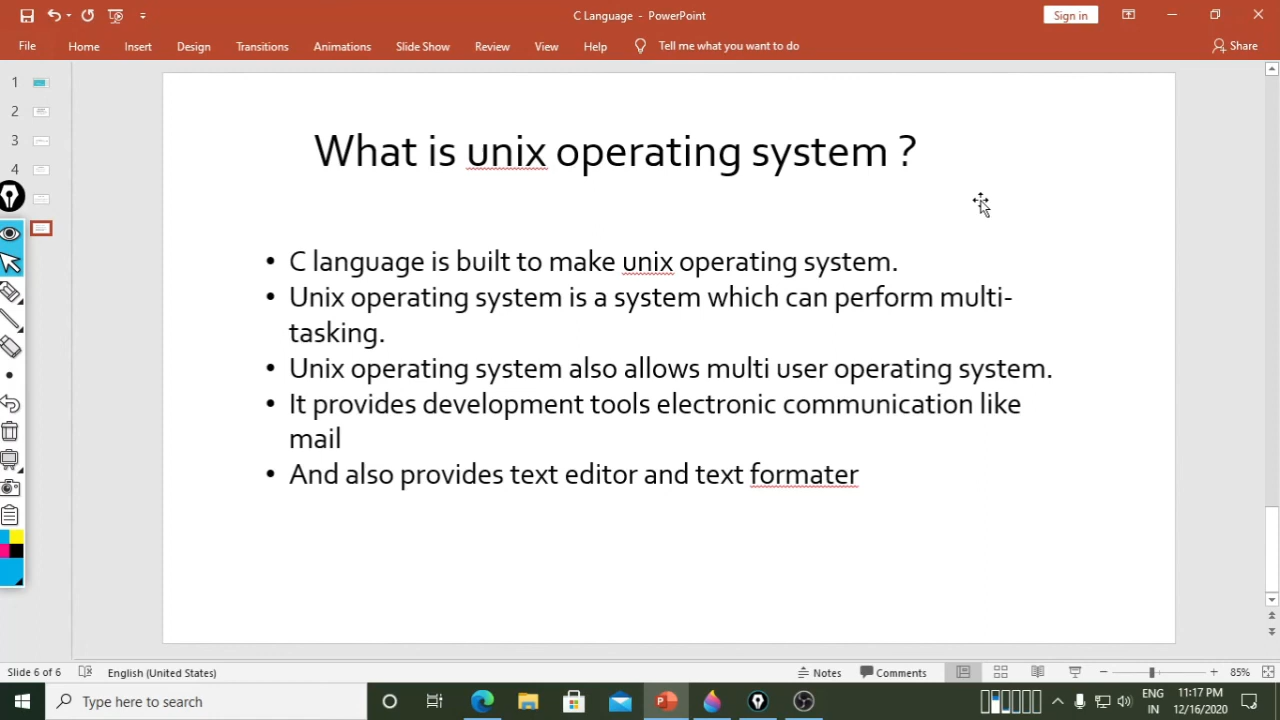 C Language - PowerPoint
Sign in
File Home Insert Design Transitions Animations Slide Show Review View Help Tell me what you want to do Share
1
2
3
4
What is unix operating system ?
• C language is built to make unix operating system.
• Unix operating system is a system which can perform multi-
tasking.
• Unix operating system also allows multi user operating system.
• It provides development tools electronic communication like
mail
• And also provides text editor and text formater
Slide 6 of 6 English (United States) Notes Comments 85%
Type here to search
ENG 11:17 PM
IN 12/16/2020